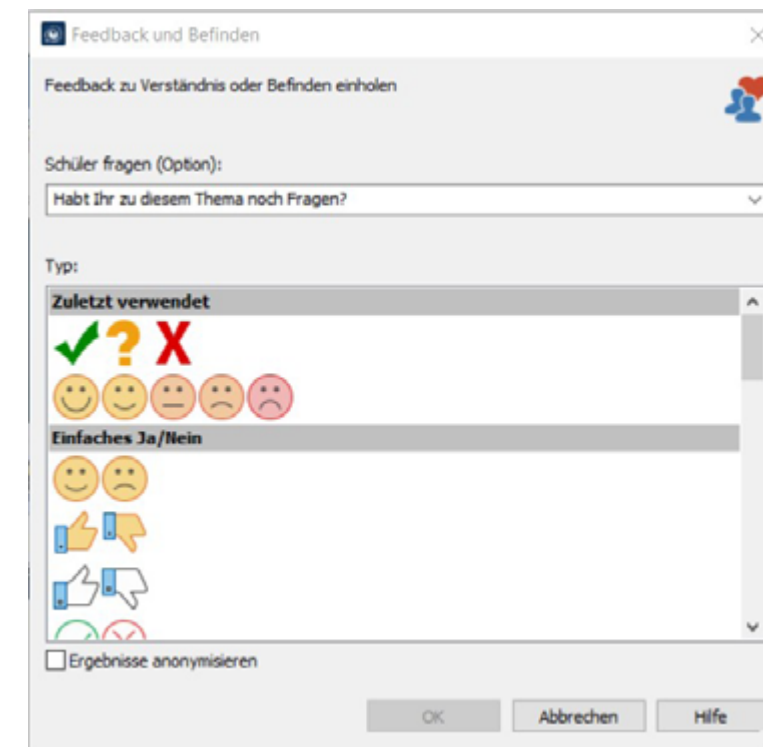 Feedback und Befinden
Feedback zu Verständnis oder Befinden einholen
Schüler fragen (Option):
Habt Ihr zu diesem Thema noch Fragen?
Typ:
Zuletzt verwendet
Einfaches Ja/Nein
Ergebnisse anonymisieren
OK Abbrechen Hilfe